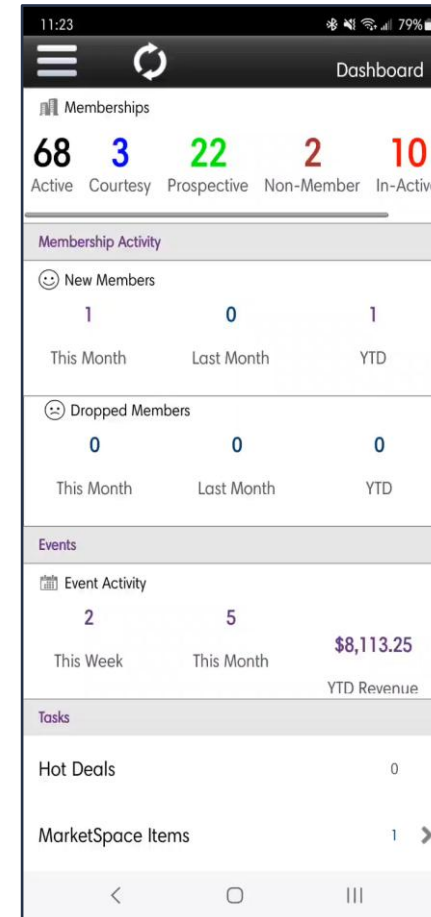 11:23 79%
Dashboard
Memberships
68 3 22 2 10
Active Courtesy Prospective Non-Member In-Activ
Membership Activity
New Members
1 0 1
This Month Last Month YTD
Dropped Members
0 0 0
This Month Last Month YTD
Events
Event Activity
2 5 $8,113.25
This Week This Month YTD Revenue
Tasks
Hot Deals 0
MarketSpace Items 1